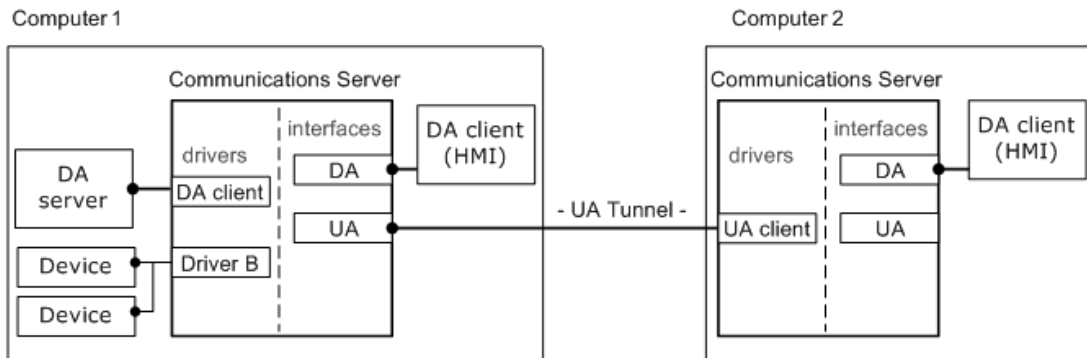 Computer 1
Computer 2
Communications Server
Communications Server
interfaces
DA client
(HMI)
interfaces
DA client
(HMI)
drivers
drivers
DA
server
DA client
DA
DA
- UA Tunnel -
UA
UA client
UA
Device
Driver B
Device